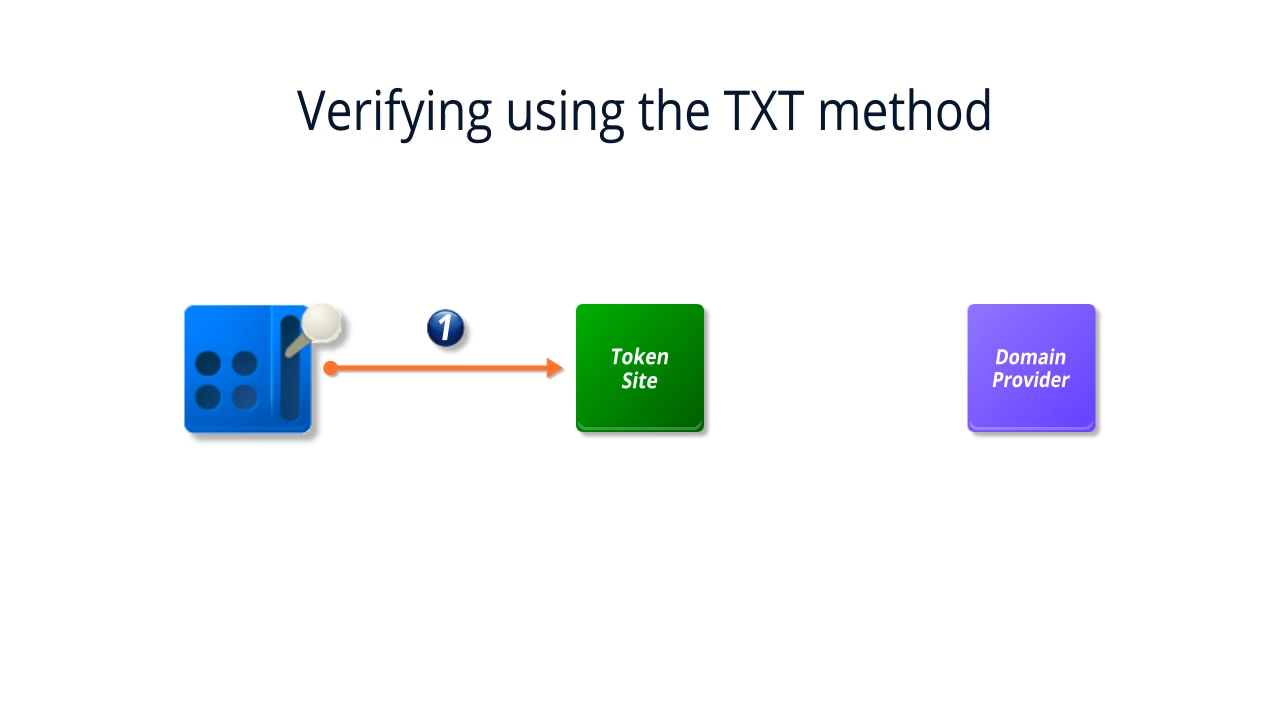 Verifying using the TXT method
1
Token
Site
Domain
Provider